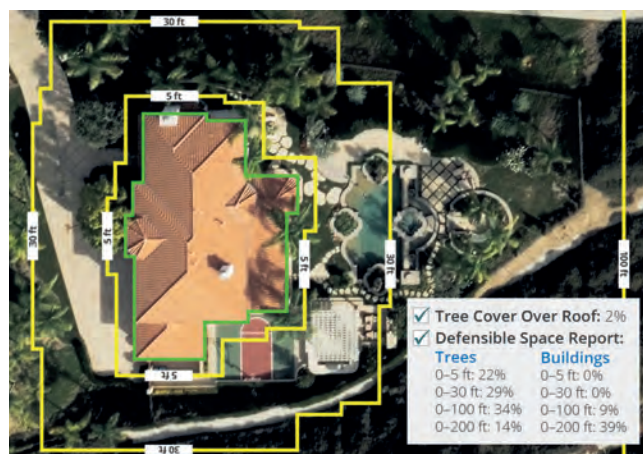 30 ft
5 ft
30 ft
5 ft
5 ft
30 ft
100 ft
5 ft
30 ft
✓ Tree Cover Over Roof: 2%
✓ Defensible Space Report:
Trees Buildings
0–5 ft: 22% 0–5 ft: 0%
0–30 ft: 29% 0–30 ft: 0%
0–100 ft: 34% 0–100 ft: 9%
0–200 ft: 14% 0–200 ft: 39%